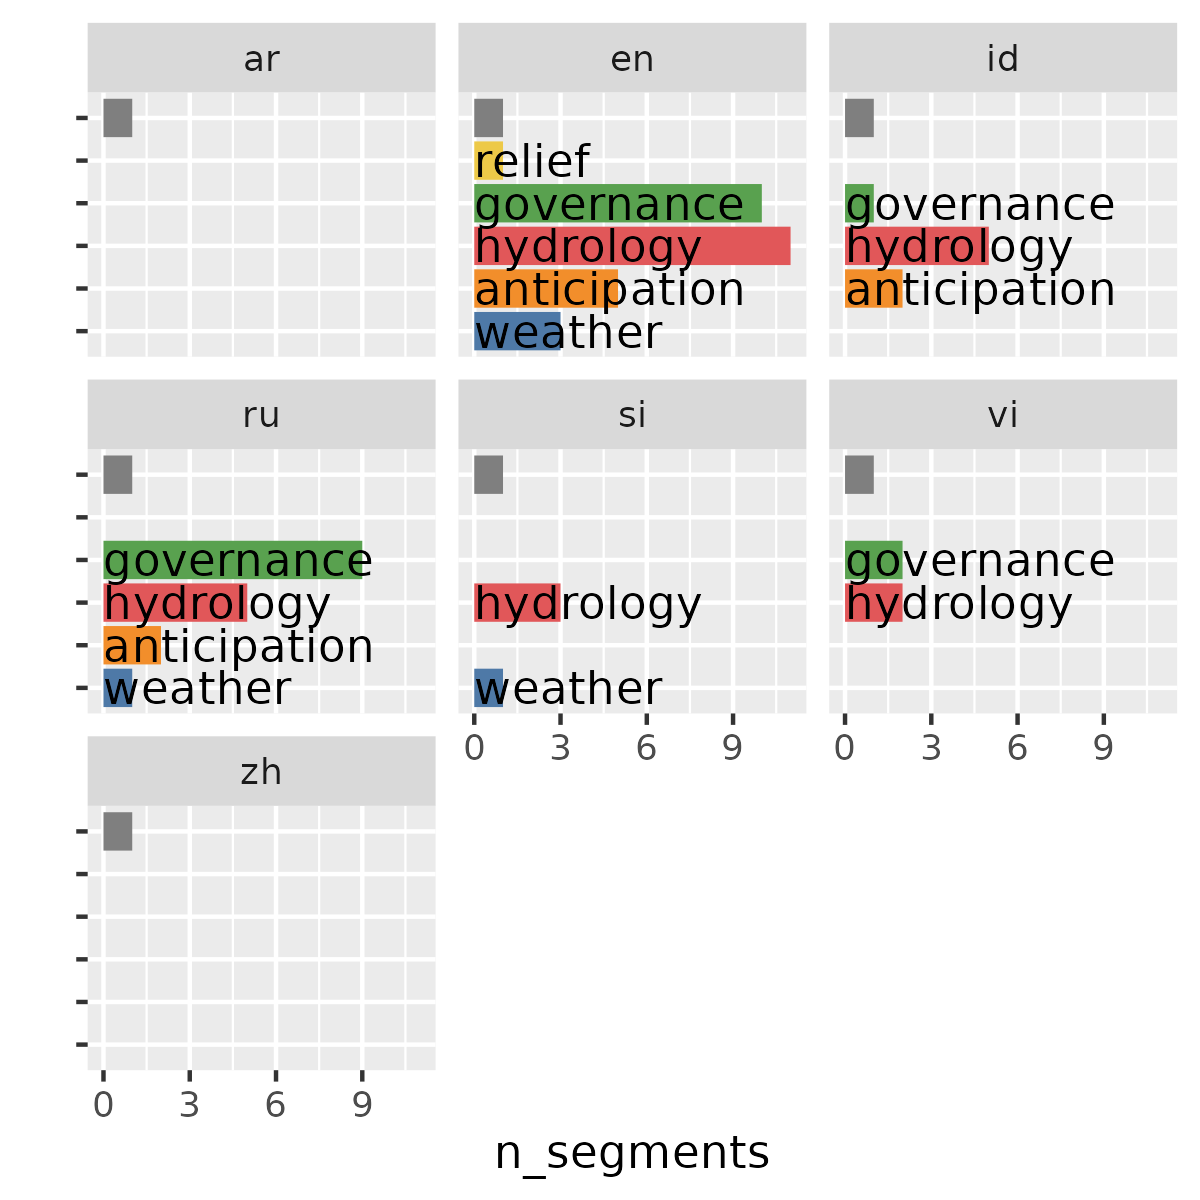 ar
en
id
relief
governance
hydrology
anticipation
weather
governance
hydrology
anticipation
ru
si
vi
governance
hydrology
anticipation
weather
hydrology
weather
governance
hydrology
0 3 6 9
0 3 6 9
zh
0 3 6 9
n_segments